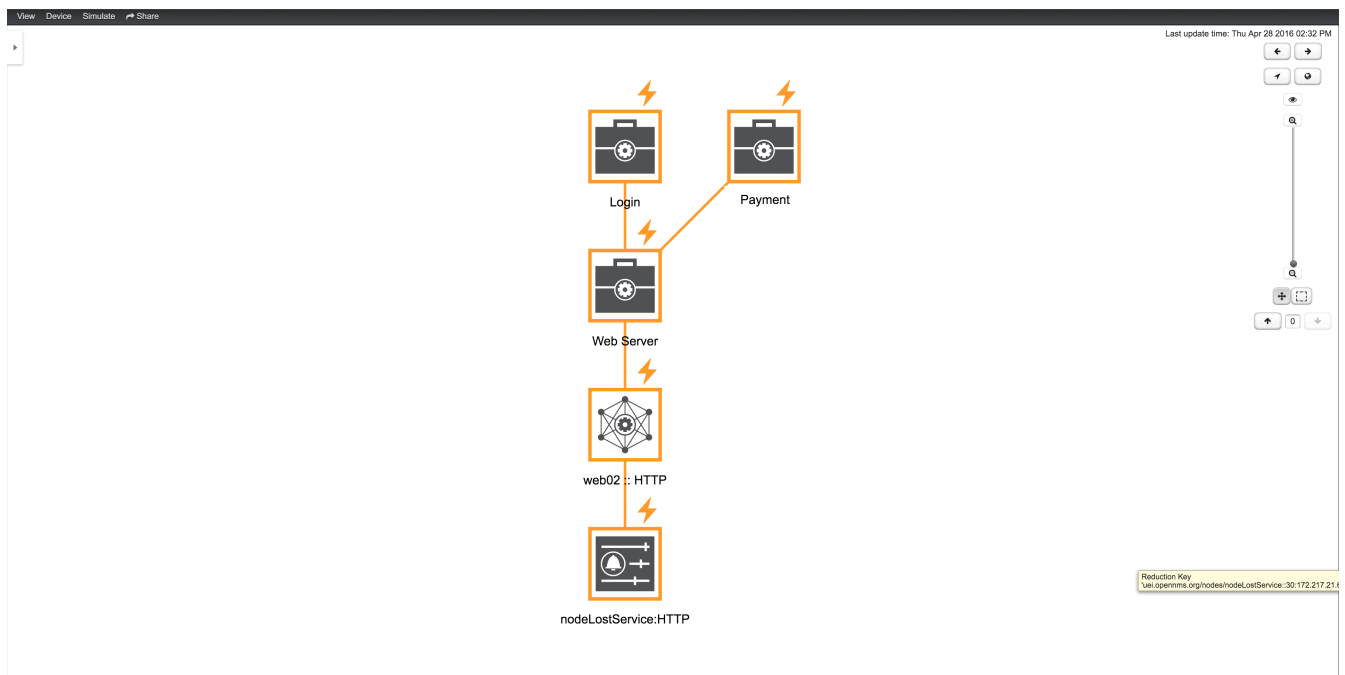 View Device Simulate Share
Last update time: Thu Apr 28 2016 02:32 PM
Login
Payment
Web Server
0
web02 :: HTTP
Reduction Key
'uei.opennms.org/nodes/nodeLostService::30:172.217.21.
nodeLostService:HTTP